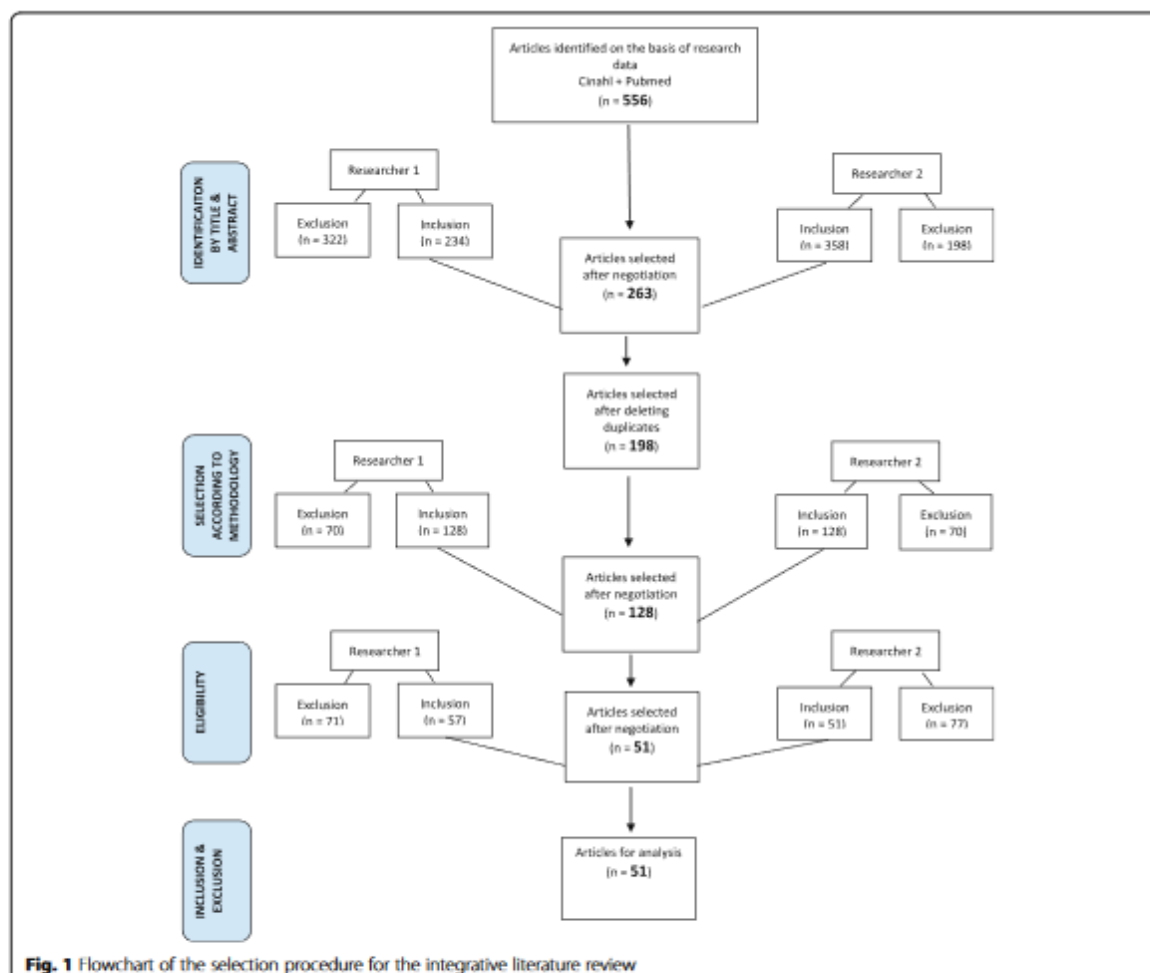 Articles identified on the basis of research
data
Cinahl + Pubmed
(n = 556)
IDENTIFICAITON
BY TITLE &
ABSTRACT
Researcher 1
Exclusion
(n = 322)
Inclusion
(n = 234)
Researcher 2
Inclusion
(n = 358)
Exclusion
(n = 198)
Articles selected
after negotiation
(n = 263)
Articles selected
after deleting
duplicates
(n = 198)
SELECTION
ACCORDING TO
METHODOLOGY
Researcher 1
Exclusion
(n = 70)
Inclusion
(n = 128)
Researcher 2
Inclusion
(n = 128)
Exclusion
(n = 70)
Articles selected
after negotiation
(n = 128)
ELIGIBILITY
Researcher 1
Exclusion
(n = 71)
Inclusion
(n = 57)
Researcher 2
Inclusion
(n = 51)
Exclusion
(n = 77)
Articles selected
after negotiation
(n = 51)
INCLUSION &
EXCLUSION
Articles for analysis
(n = 51)
Fig. 1 Flowchart of the selection procedure for the integrative literature review